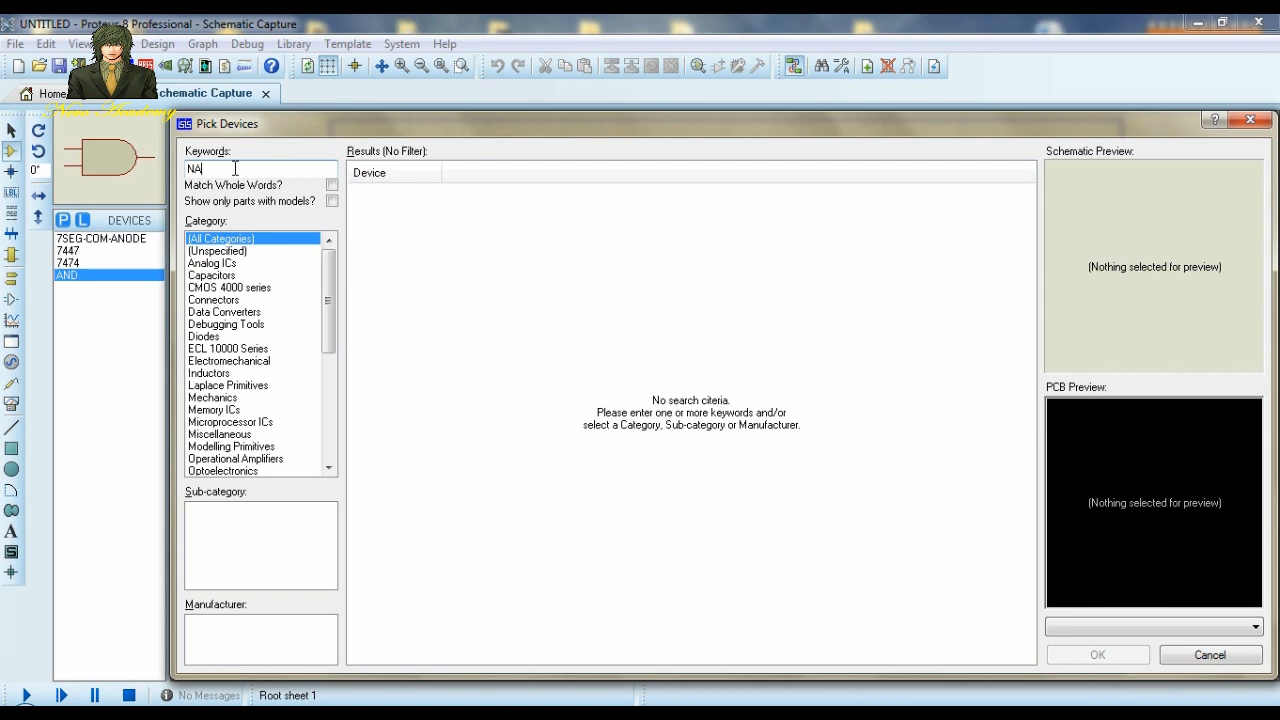 UNTITLED - Proteus 8 Professional - Schematic Capture
File Edit View Design Graph Debug Library Template System Help
Home
Schematic Capture
Pick Devices
Keywords:
NA
Match Whole Words?
Show only parts with models?
Category:
(All Categories)
(Unspecified)
Analog ICs
Capacitors
CMOS 4000 series
Connectors
Data Converters
Debugging Tools
Diodes
ECL 10000 Series
Electromechanical
Inductors
Laplace Primitives
Mechanics
Memory ICs
Microprocessor ICs
Miscellaneous
Modelling Primitives
Operational Amplifiers
Optoelectronics
Sub-category:
Manufacturer:
Results (No Filter):
Device
No search citeria.
Please enter one or more keywords and/or
select a Category, Sub-category or Manufacturer.
Schematic Preview:
(Nothing selected for preview)
PCB Preview:
(Nothing selected for preview)
OK Cancel
0°
P L DEVICES
7SEG-COM-ANODE
7447
7474
AND
LBL
A
S
No Messages Root sheet 1